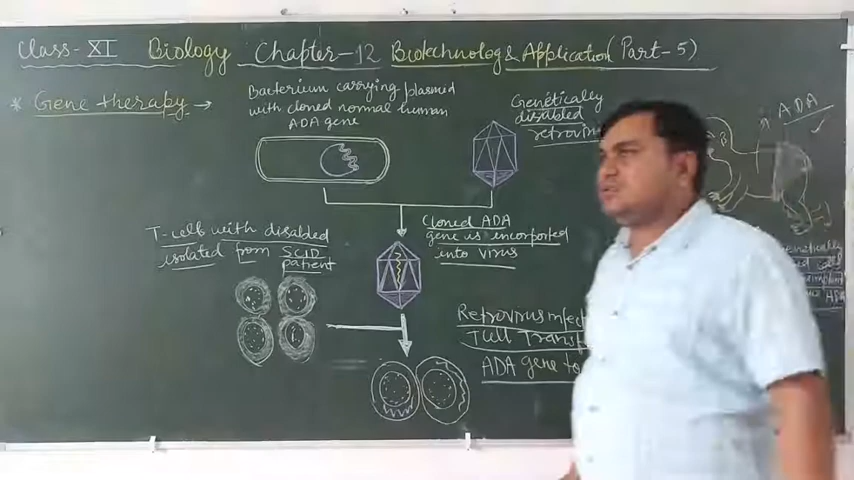 Class - XI Biology Chapter - 12 Biotechnolog & Application (Part - 5)
* Gene therapy →
Bacterium carrying plasmed
with cloned normal human
ADA gene
Genetically
disabled
retrovirus
ADA
T-cells with disabled
isolated from SCID
patient
Cloned ADA
gene is incorported
into virus
Retrovirus infect
T Cell Transf
ADA gene to